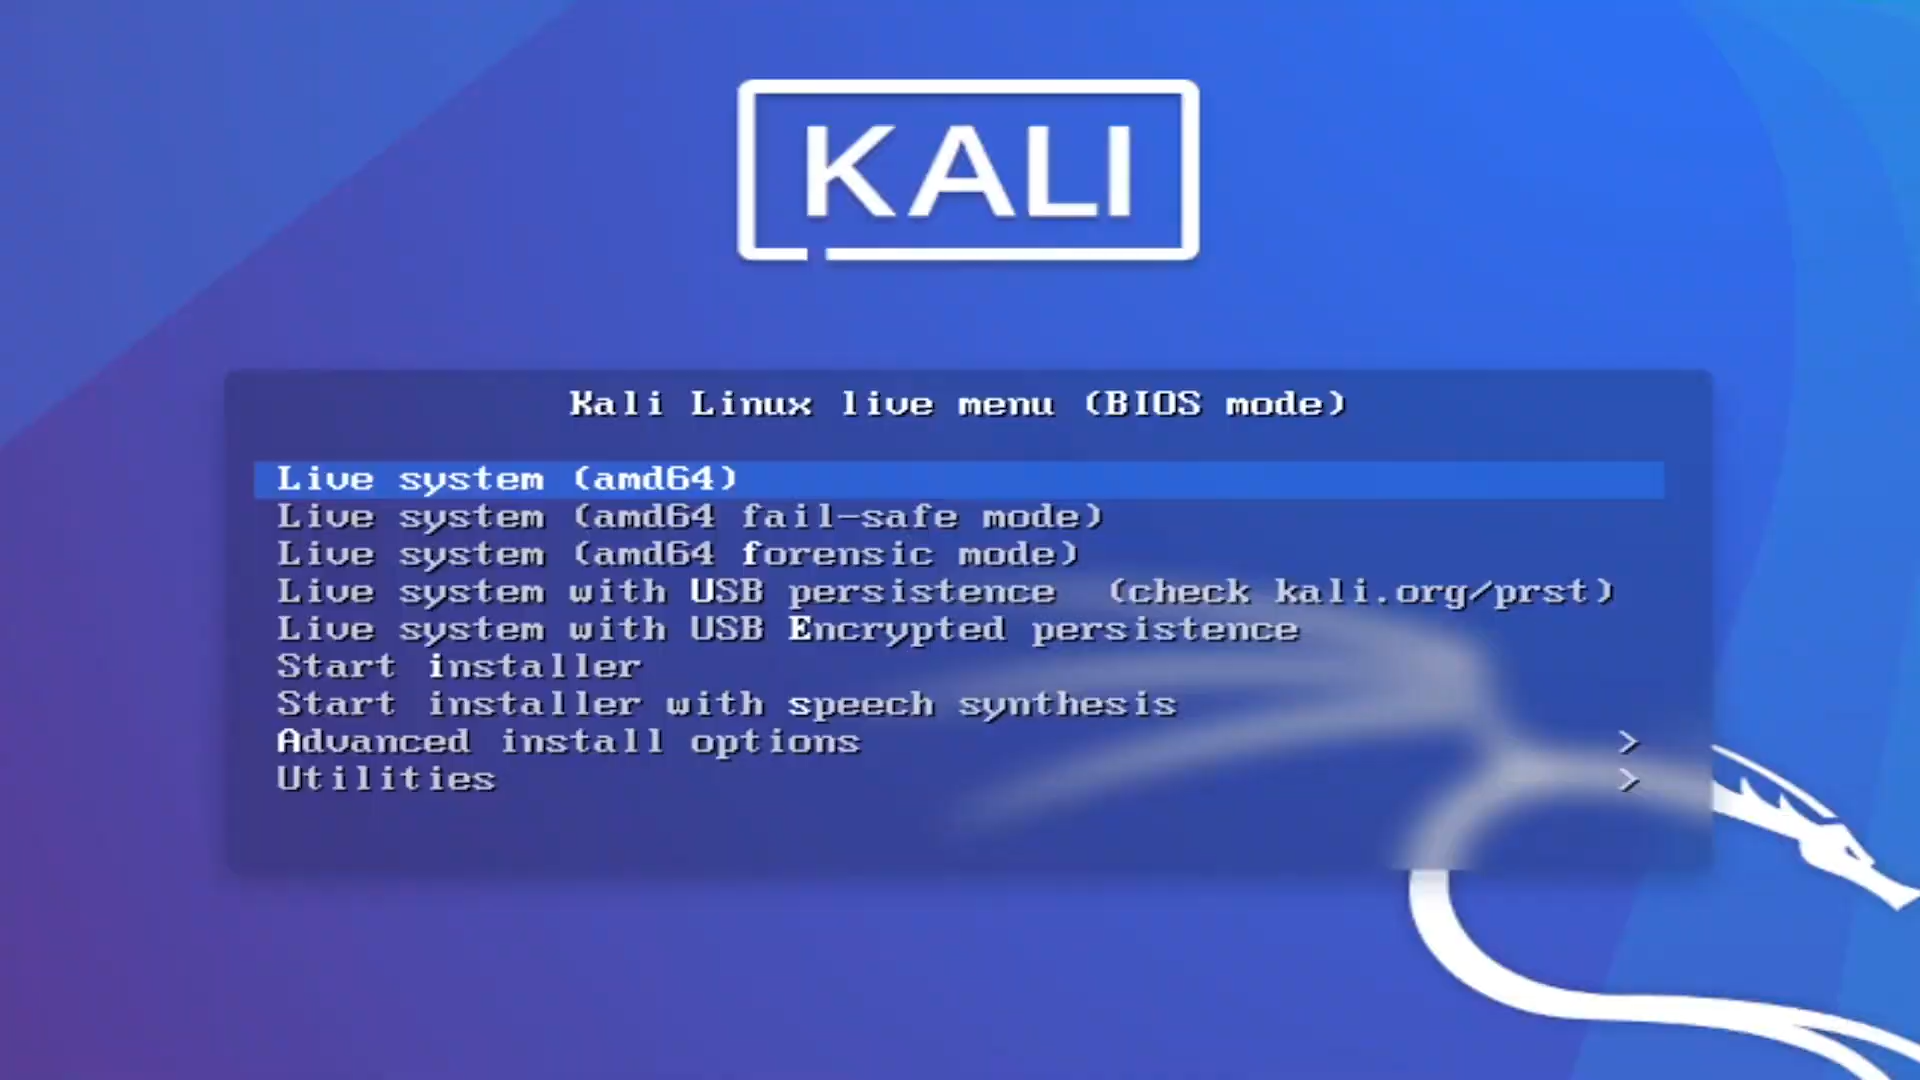 KALI
Kali Linux live menu (BIOS mode)
Live system (amd64)
Live system (amd64 fail-safe mode)
Live system (amd64 forensic mode)
Live system with USB persistence  (check kali.org/prst)
Live system with USB Encrypted persistence
Start installer
Start installer with speech synthesis
Advanced install options >
Utilities >